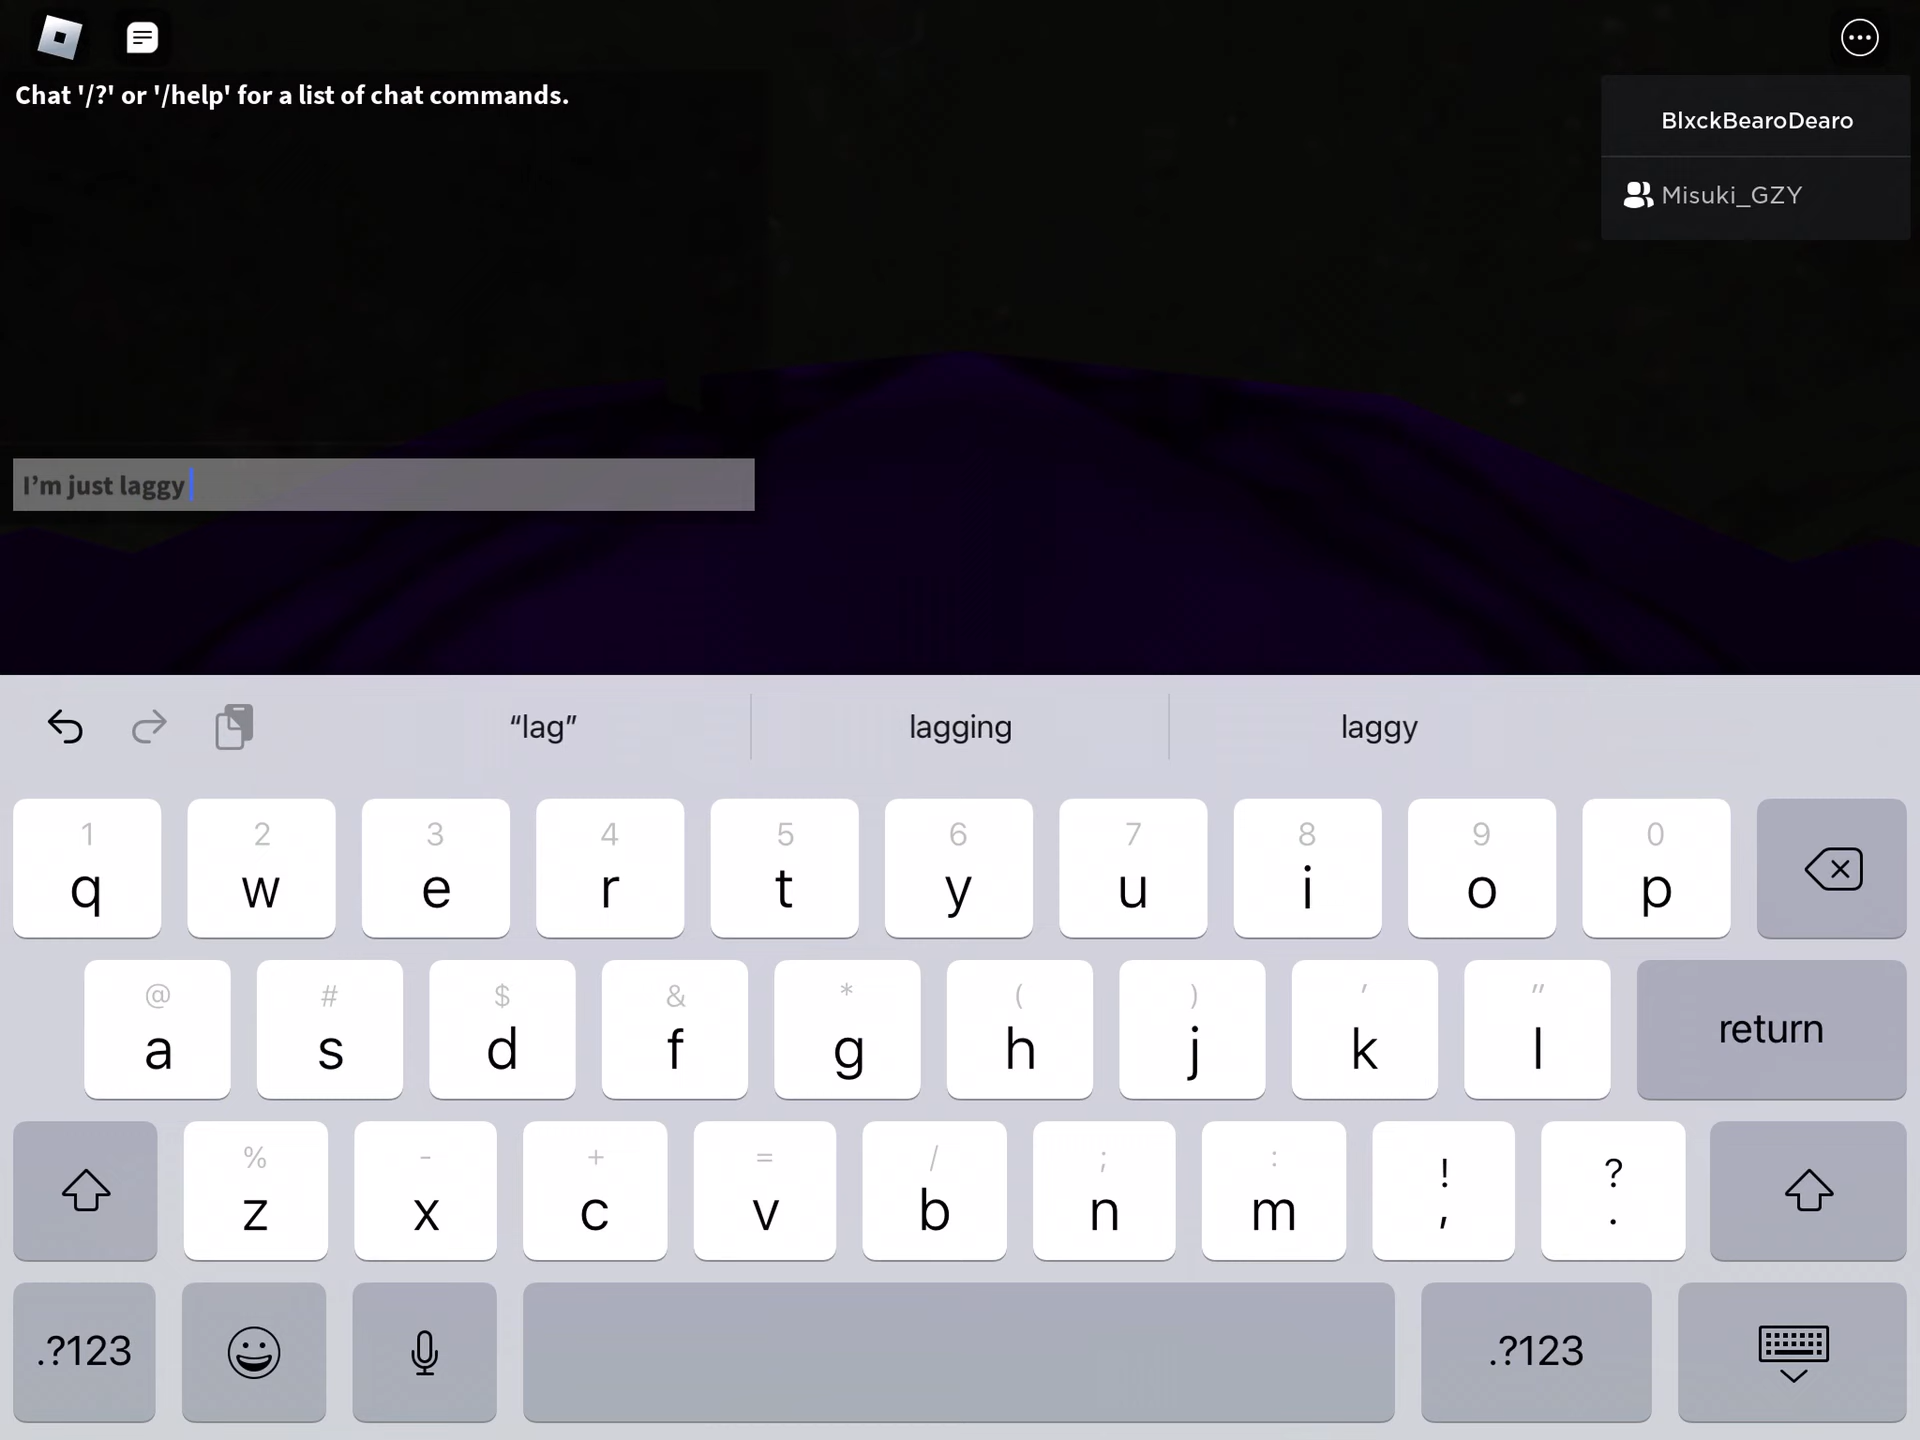 Chat '/?' or '/help' for a list of chat commands.
BlxckBearoDearo
Misuki_GZY
I’m just laggy
“lag” lagging laggy
1 2 3 4 5 6 7 8 9 0
q w e r t y u i o p
@ # $ & * ( ) ' "
a s d f g h j k l return
% - + = / ; : ! ?
z x c v b n m , .
.?123 .?123